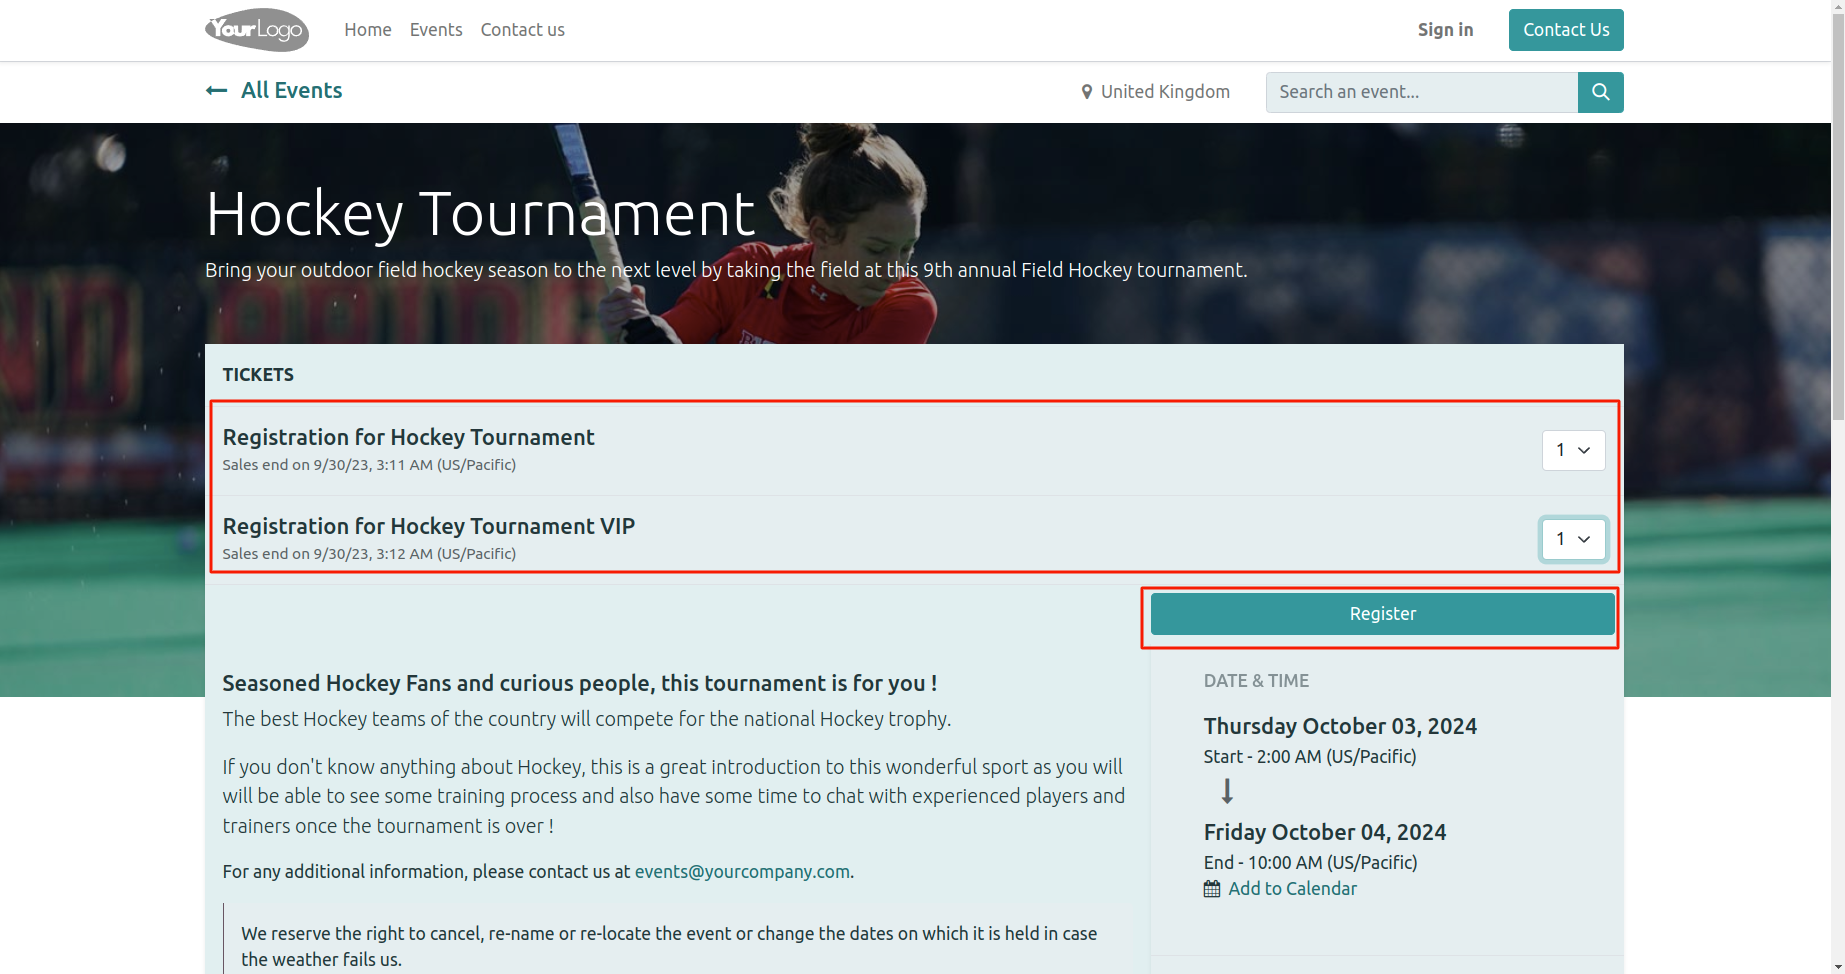 YourLogo
Home Events Contact us
Sign in
Contact Us
All Events
United Kingdom
Search an event...
Hockey Tournament
Bring your outdoor field hockey season to the next level by taking the field at this 9th annual Field Hockey tournament.
TICKETS
Registration for Hockey Tournament
Sales end on 9/30/23, 3:11 AM (US/Pacific)
1
Registration for Hockey Tournament VIP
Sales end on 9/30/23, 3:12 AM (US/Pacific)
1
Register
Seasoned Hockey Fans and curious people, this tournament is for you !
The best Hockey teams of the country will compete for the national Hockey trophy.
If you don't know anything about Hockey, this is a great introduction to this wonderful sport as you will
will be able to see some training process and also have some time to chat with experienced players and
trainers once the tournament is over !
For any additional information, please contact us at events@yourcompany.com.
We reserve the right to cancel, re-name or re-locate the event or change the dates on which it is held in case
the weather fails us.
DATE & TIME
Thursday October 03, 2024
Start - 2:00 AM (US/Pacific)
Friday October 04, 2024
End - 10:00 AM (US/Pacific)
Add to Calendar